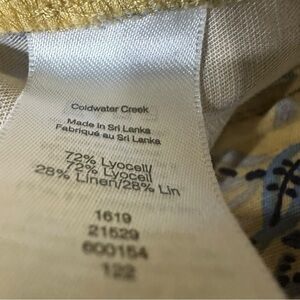 Coldwater Creek
Made in Sri Lanka
Fabriqué au Sri Lanka
72% Lyocell/
72% Lyocell
28% Linen/28% Lin
1619
21529
600154
122